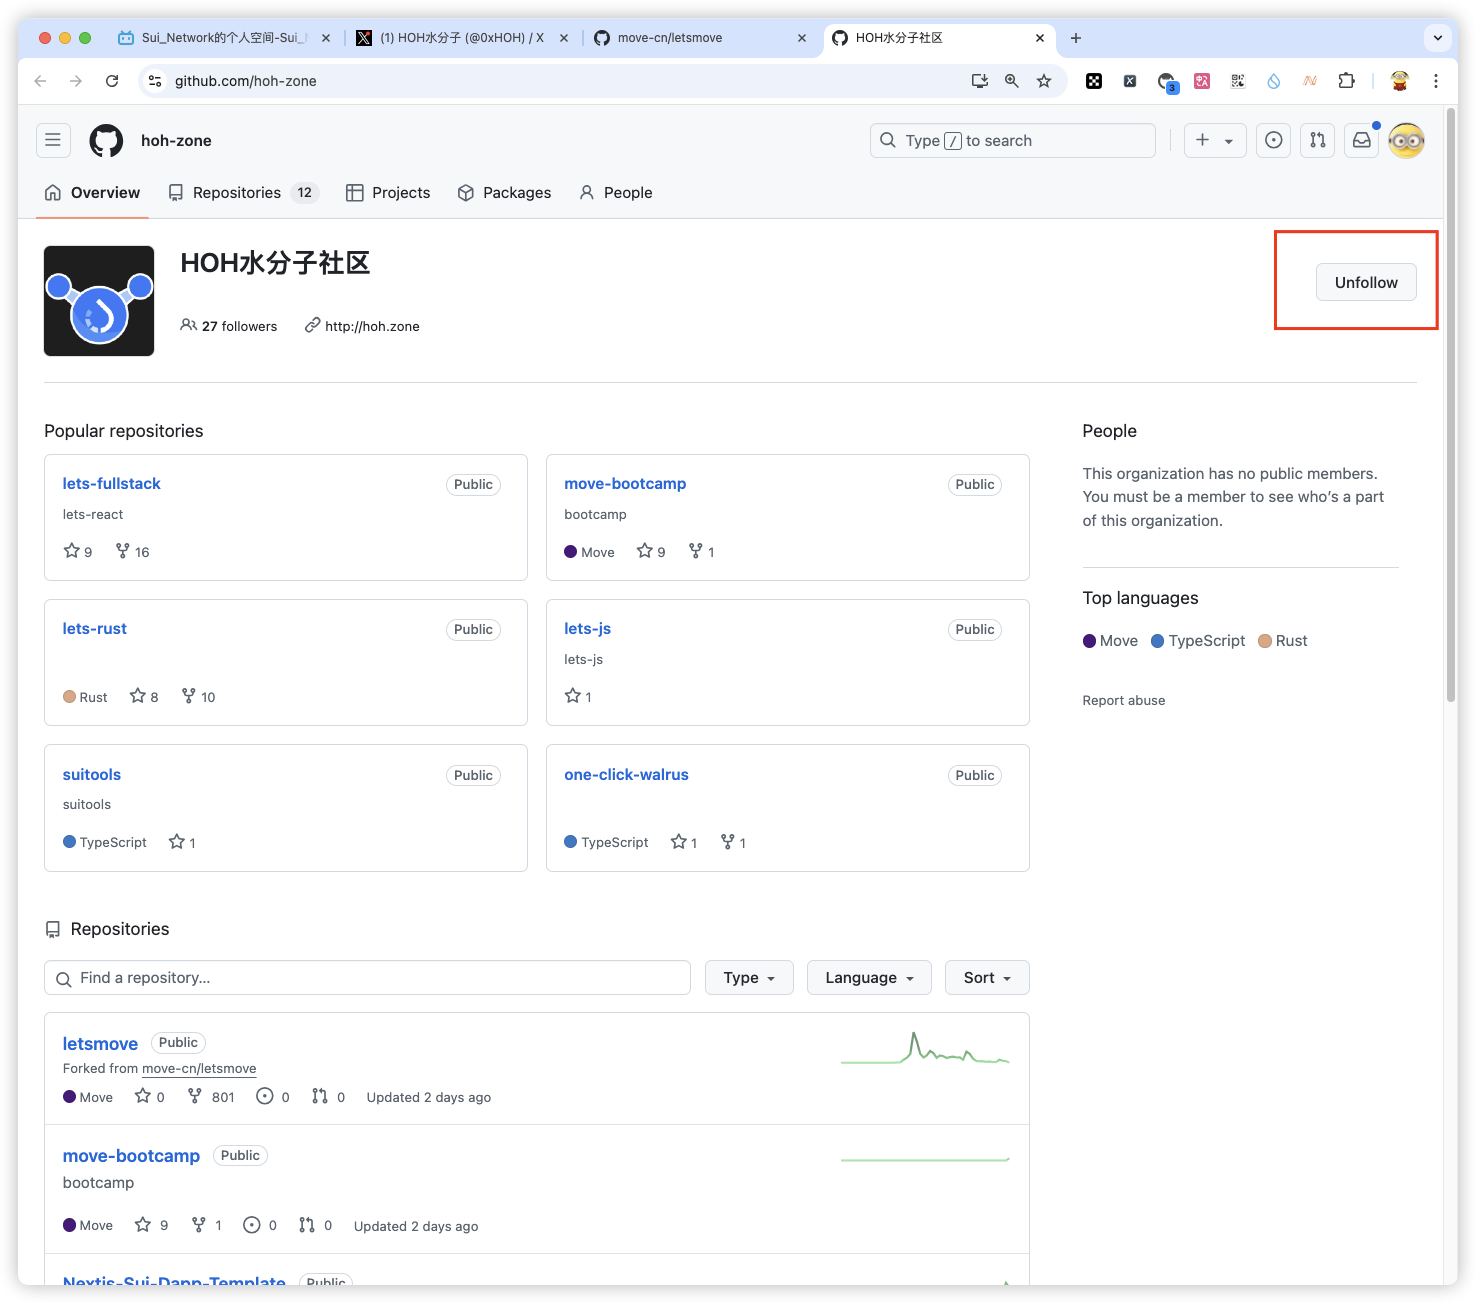 Sui_Network的个人空间-Sui_
(1) HOH水分子 (@0xHOH) / X
move-cn/letsmove
HOH水分子社区
github.com/hoh-zone
3
hoh-zone
Type / to search
Overview
Repositories 12
Projects
Packages
People
HOH水分子社区
Unfollow
27 followers
http://hoh.zone
Popular repositories
lets-fullstack
Public
lets-react
9
16
move-bootcamp
Public
bootcamp
Move
9
1
lets-rust
Public
Rust
8
10
lets-js
Public
lets-js
1
suitools
Public
suitools
TypeScript
1
one-click-walrus
Public
TypeScript
1
1
People
This organization has no public members.
You must be a member to see who's a part
of this organization.
Top languages
Move TypeScript Rust
Report abuse
Repositories
Find a repository...
Type
Language
Sort
letsmove Public
Forked from move-cn/letsmove
Move 0 801 0 0 Updated 2 days ago
move-bootcamp Public
bootcamp
Move 9 1 0 0 Updated 2 days ago
Nextjs-Sui-Dapp-Template Public